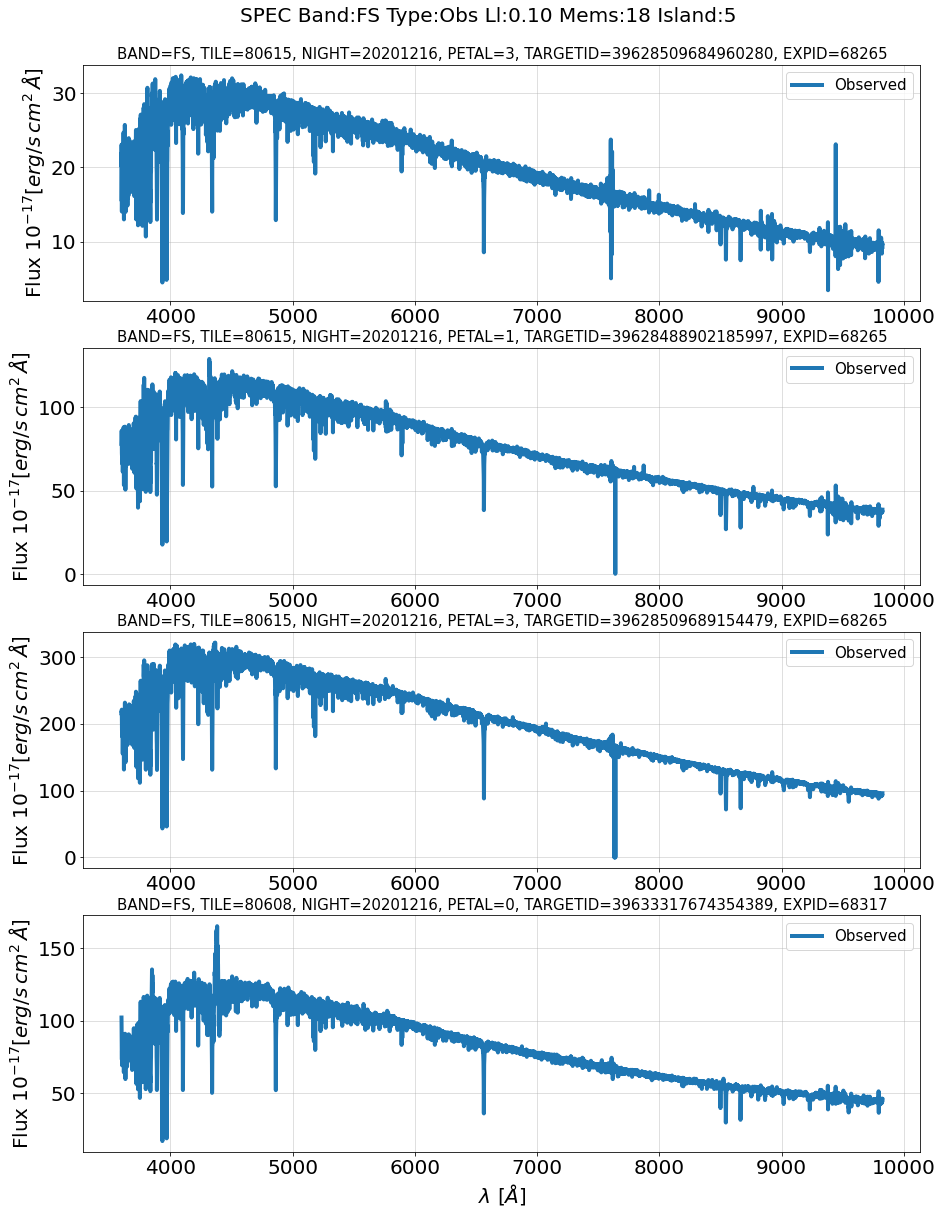 SPEC Band:FS Type:Obs Ll:0.10 Mems:18 Island:5
BAND=FS, TILE=80615, NIGHT=20201216, PETAL=3, TARGETID=39628509684960280, EXPID=68265
Flux 10^{-17}[erg/s cm^2 Å]
30
20
10
Observed
4000 5000 6000 7000 8000 9000 10000
BAND=FS, TILE=80615, NIGHT=20201216, PETAL=1, TARGETID=39628488902185997, EXPID=68265
Flux 10^{-17}[erg/s cm^2 Å]
100
50
0
Observed
4000 5000 6000 7000 8000 9000 10000
BAND=FS, TILE=80615, NIGHT=20201216, PETAL=3, TARGETID=39628509689154479, EXPID=68265
Flux 10^{-17}[erg/s cm^2 Å]
300
200
100
0
Observed
4000 5000 6000 7000 8000 9000 10000
BAND=FS, TILE=80608, NIGHT=20201216, PETAL=0, TARGETID=39633317674354389, EXPID=68317
Flux 10^{-17}[erg/s cm^2 Å]
150
100
50
Observed
4000 5000 6000 7000 8000 9000 10000
λ [Å]